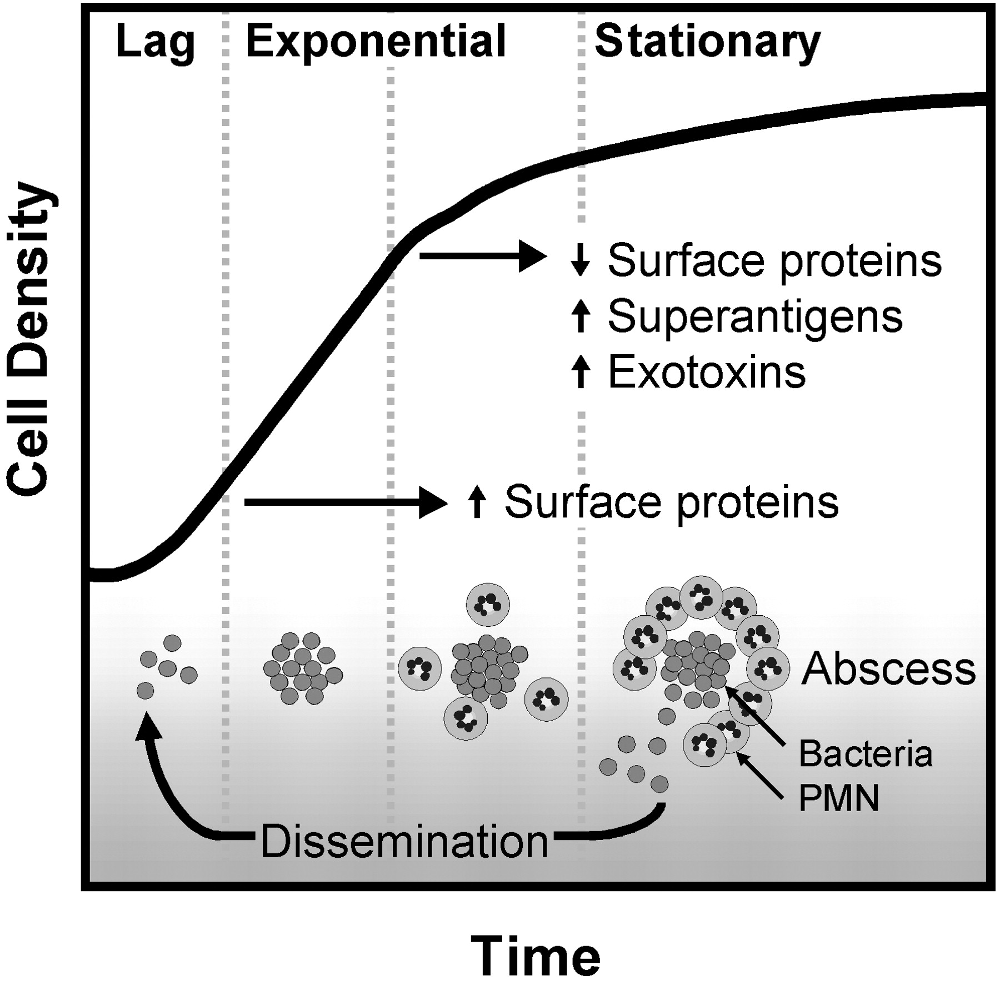 Lag
Exponential
Stationary
Cell Density
↓ Surface proteins
↑ Superantigens
↑ Exotoxins
↑ Surface proteins
Abscess
Bacteria
PMN
Dissemination
Time